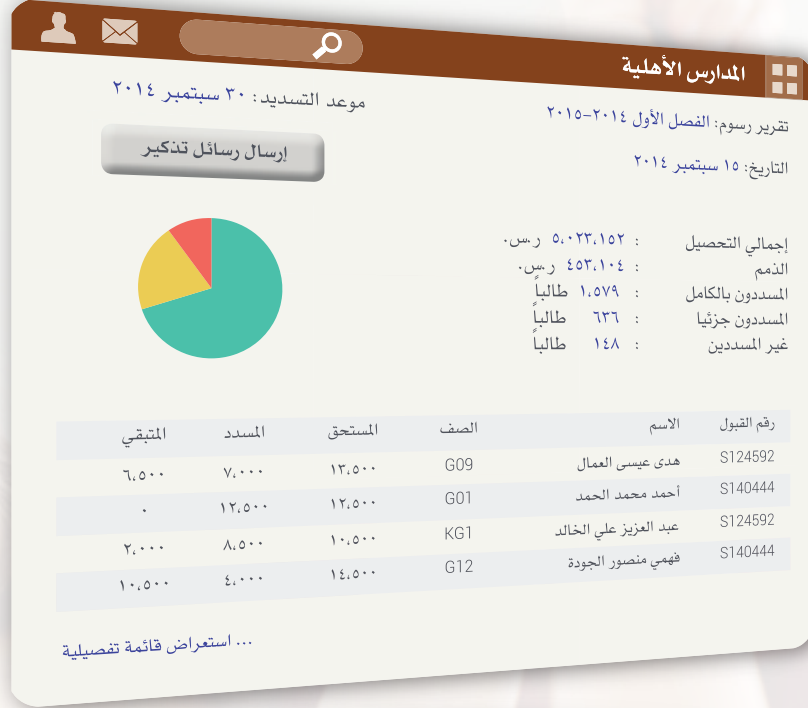 المدارس الأهلية
تقرير رسوم: الفصل الأول ٢٠١٤-٢٠١٥
موعد التسديد: ٣٠ سبتمبر ٢٠١٤
التاريخ: ١٥ سبتمبر ٢٠١٤
إرسال رسائل تذكير
إجمالي التحصيل : ٥،٠٢٣،١٥٢ ر.س.
الذمم : ٤٥٣،١٠٤ ر.س.
المسددون بالكامل : ١،٥٧٩ طالباً
المسددون جزئيا : ٦٣٦ طالباً
غير المسددين : ١٤٨ طالباً
رقم القبول الاسم الصف المستحق المسدد المتبقي
S124592 هدى عيسى العمال G09 ١٣،٥٠٠ ٧،٠٠٠ ٦،٥٠٠
S140444 أحمد محمد الحمد G01 ١٢،٥٠٠ ١٢،٥٠٠ ٠
S124592 عبد العزيز علي الخالد KG1 ١٠،٥٠٠ ٨،٥٠٠ ٢،٠٠٠
S140444 فهمي منصور الجودة G12 ١٤،٥٠٠ ٤،٠٠٠ ١٠،٥٠٠
... استعراض قائمة تفصيلية